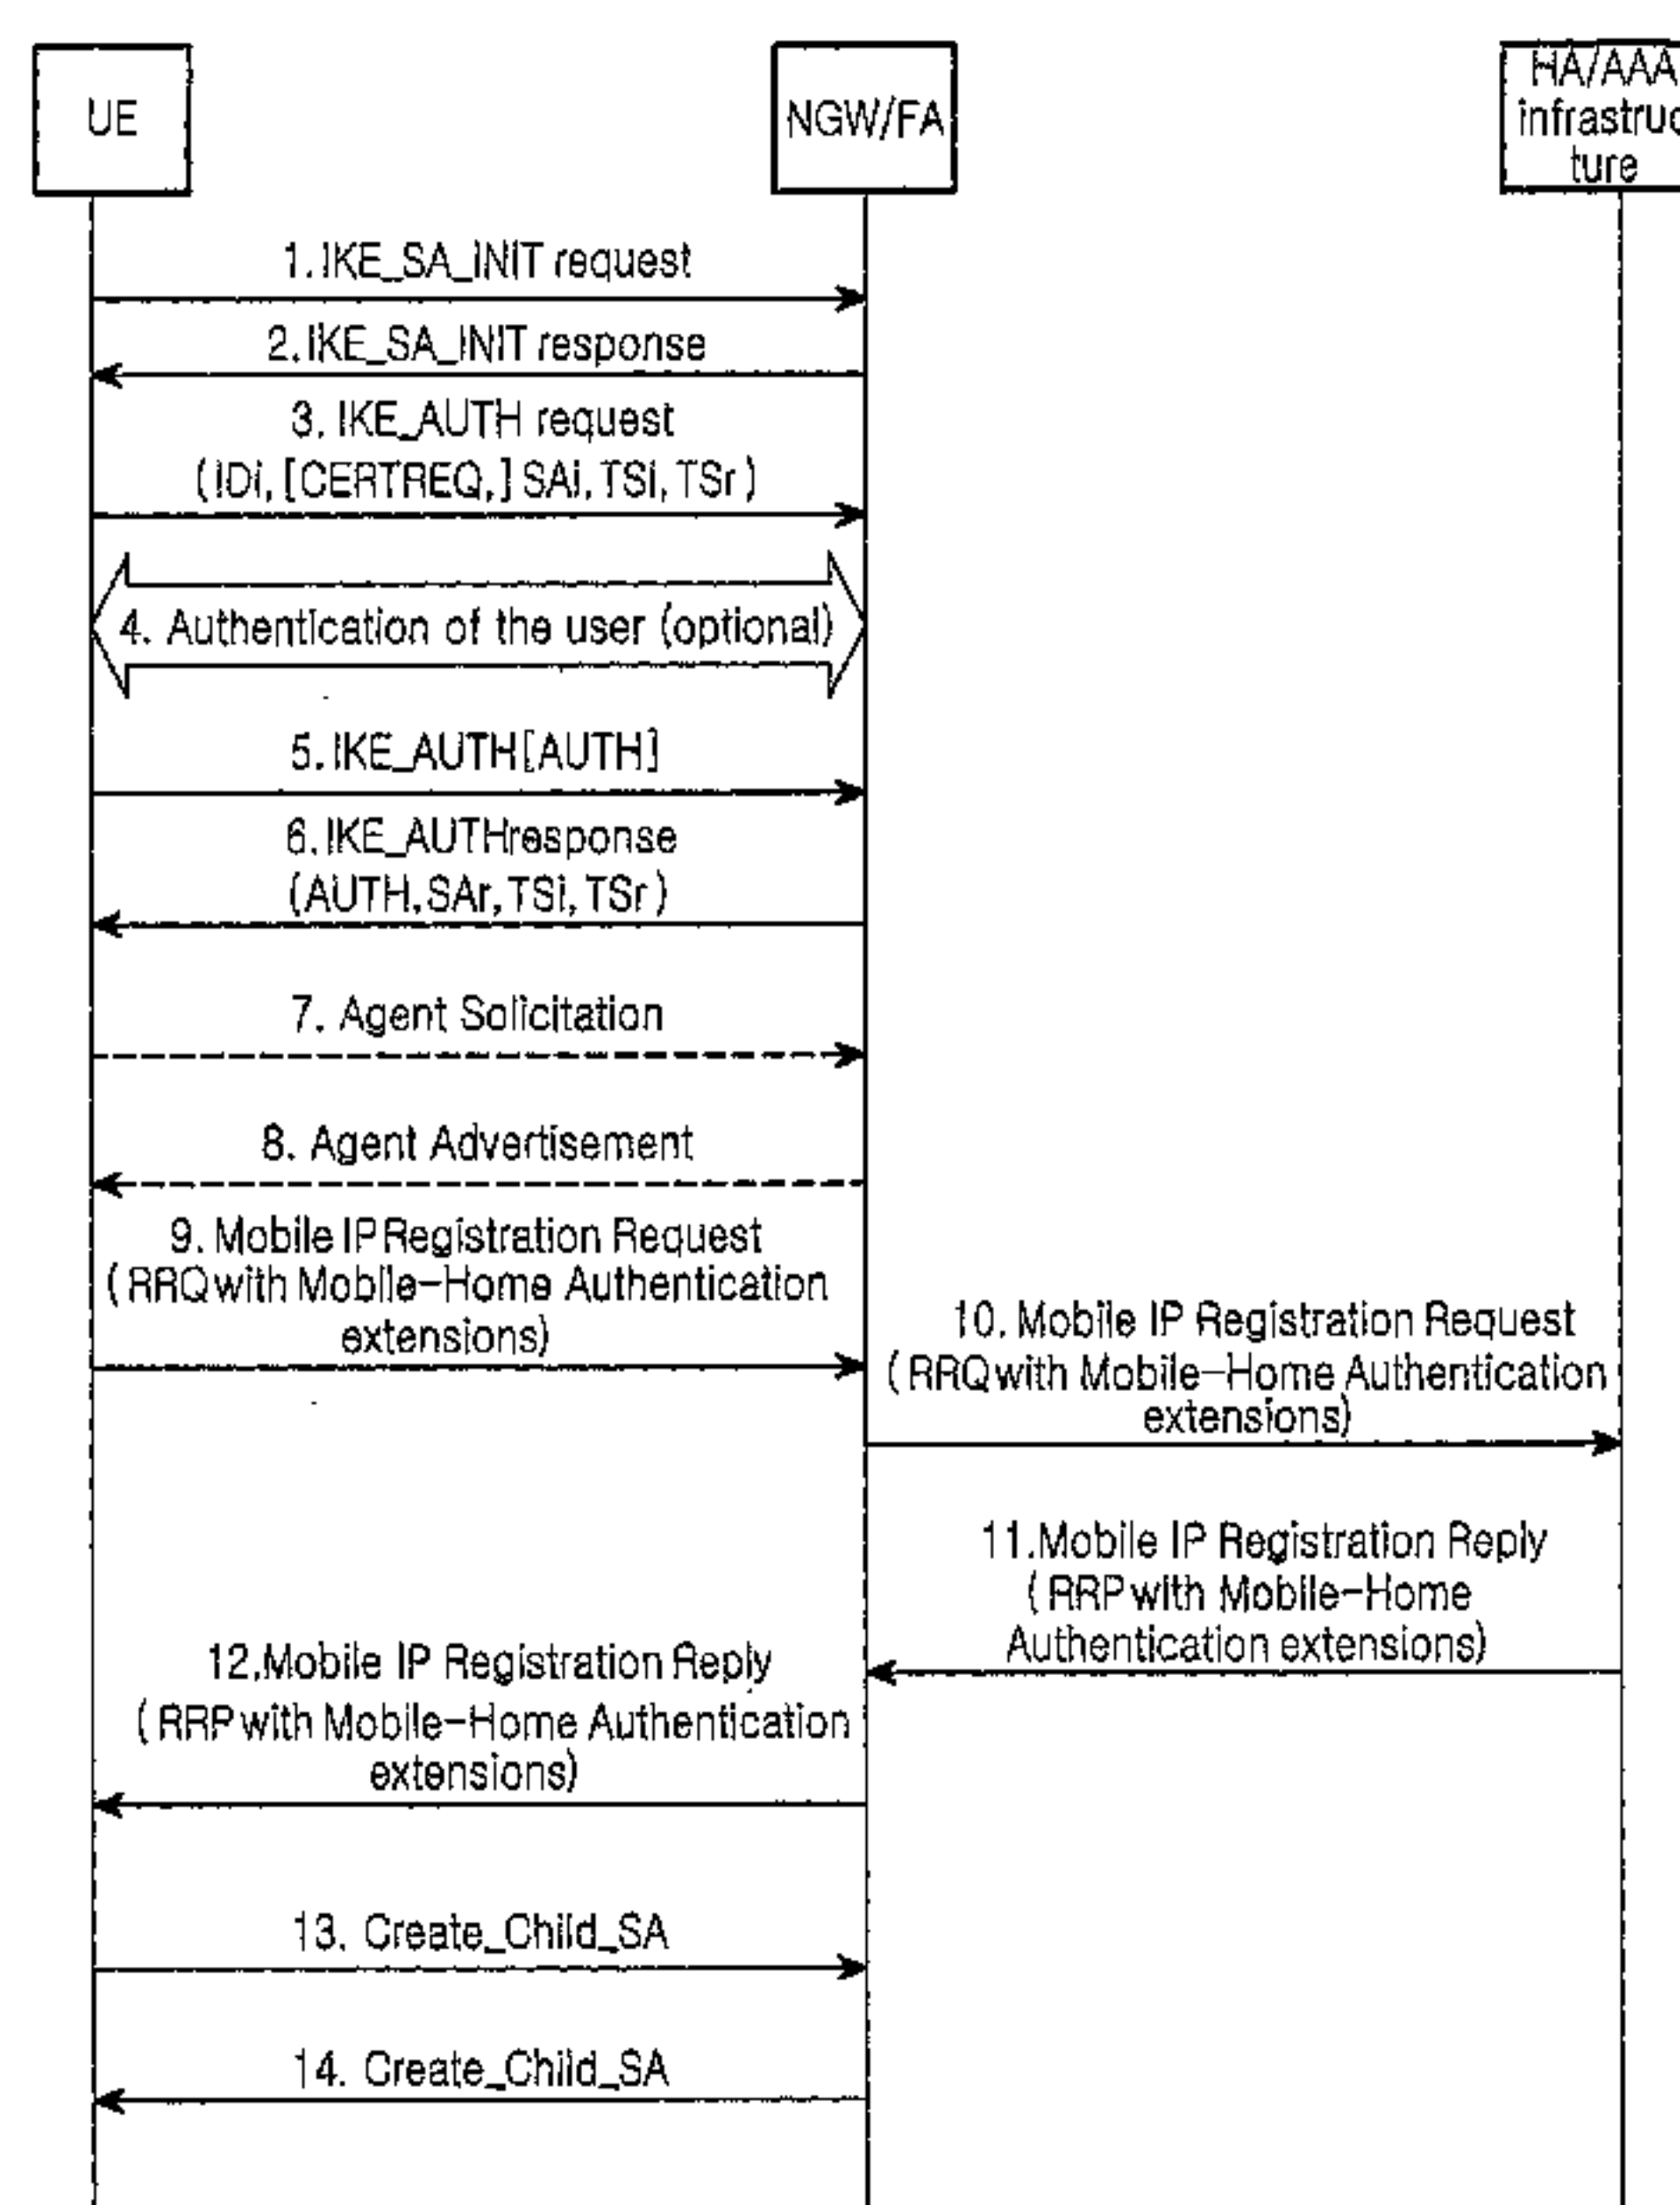 UE
NGW/FA
HA/AAA
infrastruc
ture
1. IKE_SA_INIT request
2. IKE_SA_INIT response
3. IKE_AUTH request
(IDi, [CERTREQ,] SAi, TSi, TSr)
4. Authentication of the user (optional)
5. IKE_AUTH[AUTH]
6. IKE_AUTHresponse
(AUTH, SAr, TSi, TSr)
7. Agent Solicitation
8. Agent Advertisement
9. Mobile IP Registration Request
(RRQ with Mobile-Home Authentication
extensions)
10. Mobile IP Registration Request
(RRQ with Mobile-Home Authentication
extensions)
11.Mobile IP Registration Reply
(RRP with Mobile-Home
Authentication extensions)
12.Mobile IP Registration Reply
(RRP with Mobile-Home Authentication
extensions)
13. Create_Child_SA
14. Create_Child_SA